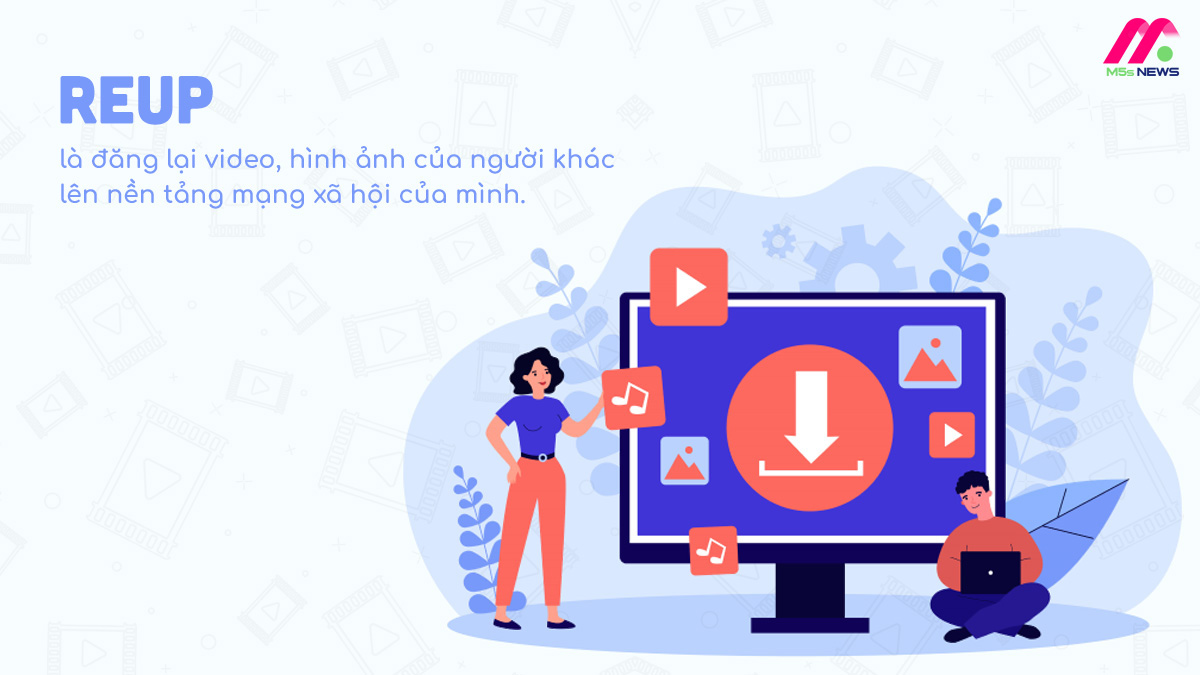 REUP
là đăng lại video, hình ảnh của người khác
lên nền tảng mạng xã hội của mình.
M5s NEWS